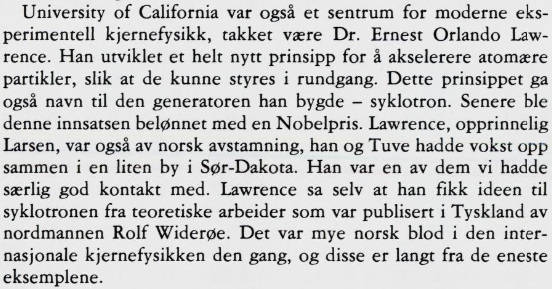 University of California var også et sentrum for moderne eks-
perimentell kjernefysikk, takket være Dr. Ernest Orlando Law-
rence. Han utviklet et helt nytt prinsipp for å akselerere atomære
partikler, slik at de kunne styres i rundgang. Dette prinsippet ga
også navn til den generatoren han bygde – syklotron. Senere ble
denne innsatsen belønnet med en Nobelpris. Lawrence, opprinnelig
Larsen, var også av norsk avstamning, han og Tuve hadde vokst opp
sammen i en liten by i Sør-Dakota. Han var en av dem vi hadde
særlig god kontakt med. Lawrence sa selv at han fikk ideen til
syklotronen fra teoretiske arbeider som var publisert i Tyskland av
nordmannen Rolf Widerøe. Det var mye norsk blod i den inter-
nasjonale kjernefysikken den gang, og disse er langt fra de eneste
eksemplene.